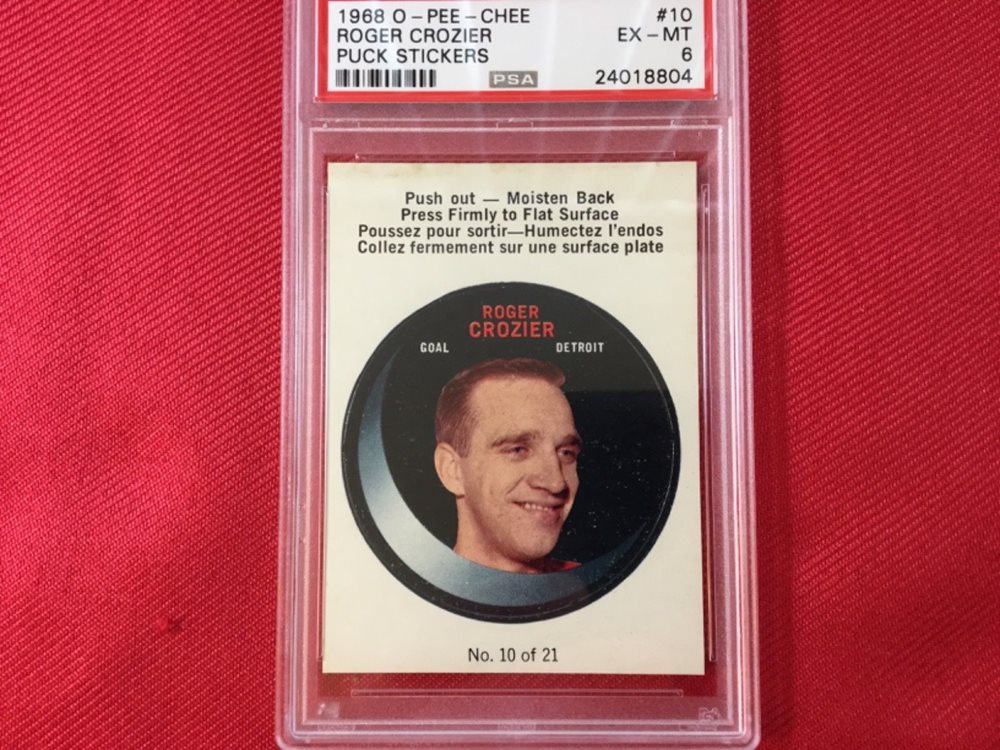 1968 O-PEE-CHEE #10
ROGER CROZIER EX-MT
PUCK STICKERS 6
PSA 24018804
Push out — Moisten Back
Press Firmly to Flat Surface
Poussez pour sortir—Humectez l'endos
Collez fermement sur une surface plate
ROGER
CROZIER
GOAL DETROIT
No. 10 of 21